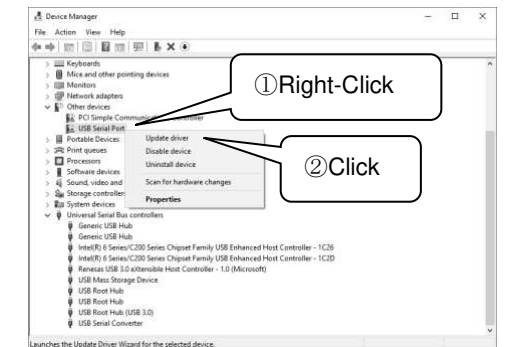 Device Manager
File Action View Help
Keyboards
Mice and other pointing devices
Monitors
Network adapters
Other devices
PCI Simple Communications Controller
USB Serial Port
Portable Devices
Print queues
Processors
Software devices
Sound, video and
Storage controllers
System devices
Universal Serial Bus controllers
Generic USB Hub
Generic USB Hub
Intel(R) 6 Series/C200 Series Chipset Family USB Enhanced Host Controller - 1C26
Intel(R) 6 Series/C200 Series Chipset Family USB Enhanced Host Controller - 1C2D
Renesas USB 3.0 eXtensible Host Controller - 1.0 (Microsoft)
USB Mass Storage Device
USB Root Hub
USB Root Hub
USB Root Hub (USB 3.0)
USB Serial Converter
Update driver
Disable device
Uninstall device
Scan for hardware changes
Properties
①Right-Click
②Click
Launches the Update Driver Wizard for the selected device.